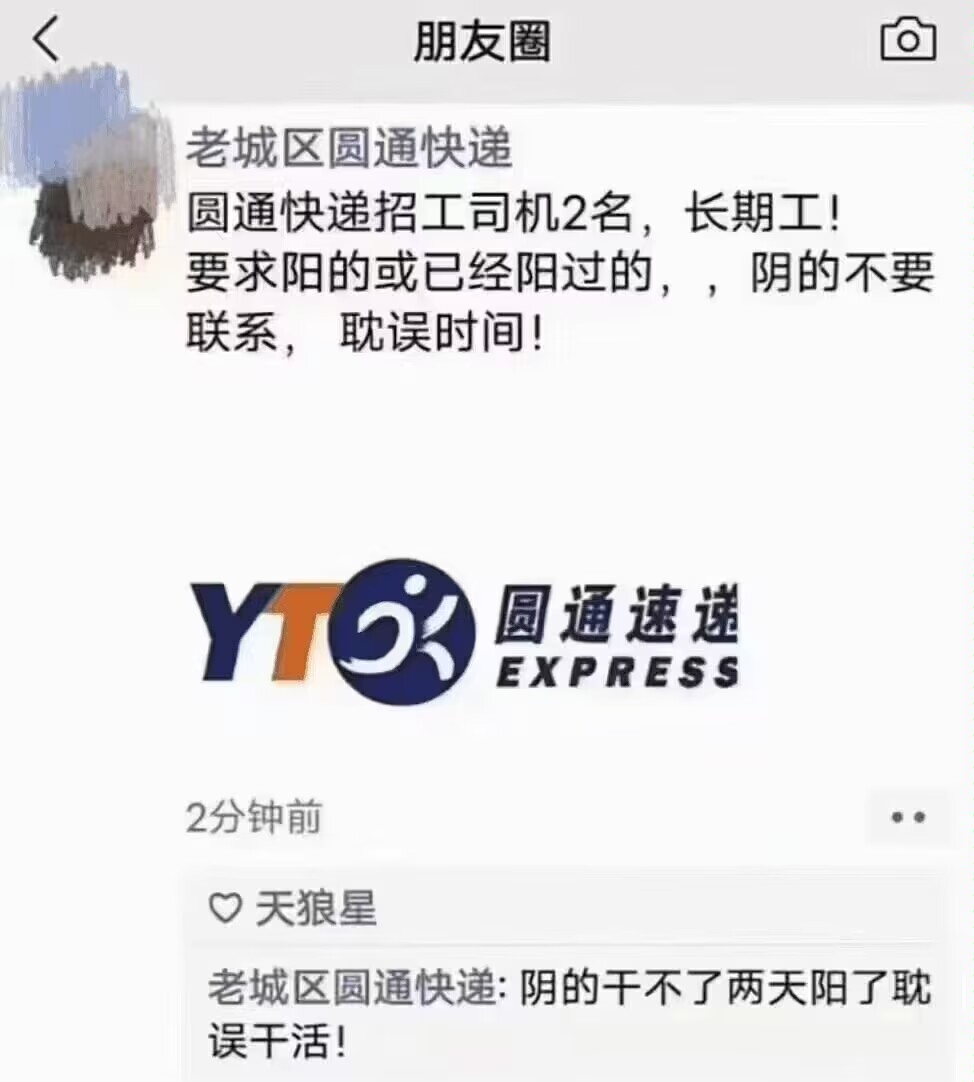 朋友圈
老城区圆通快递
圆通快递招工司机2名，长期工！
要求阳的或已经阳过的，，阴的不要
联系， 耽误时间！
YTO 圆通速递
EXPRESS
2分钟前
天狼星
老城区圆通快递: 阴的干不了两天阳了耽
误干活！